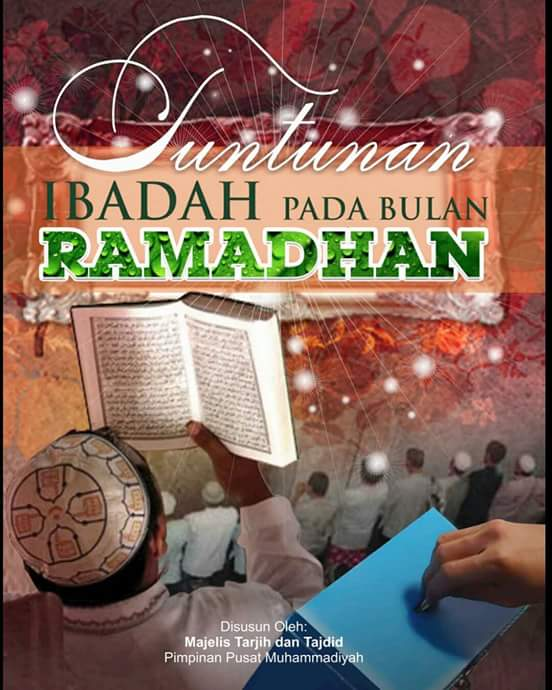 Tuntunan
IBADAH PADA BULAN
RAMADHAN
Disusun Oleh:
Majelis Tarjih dan Tajdid
Pimpinan Pusat Muhammadiyah